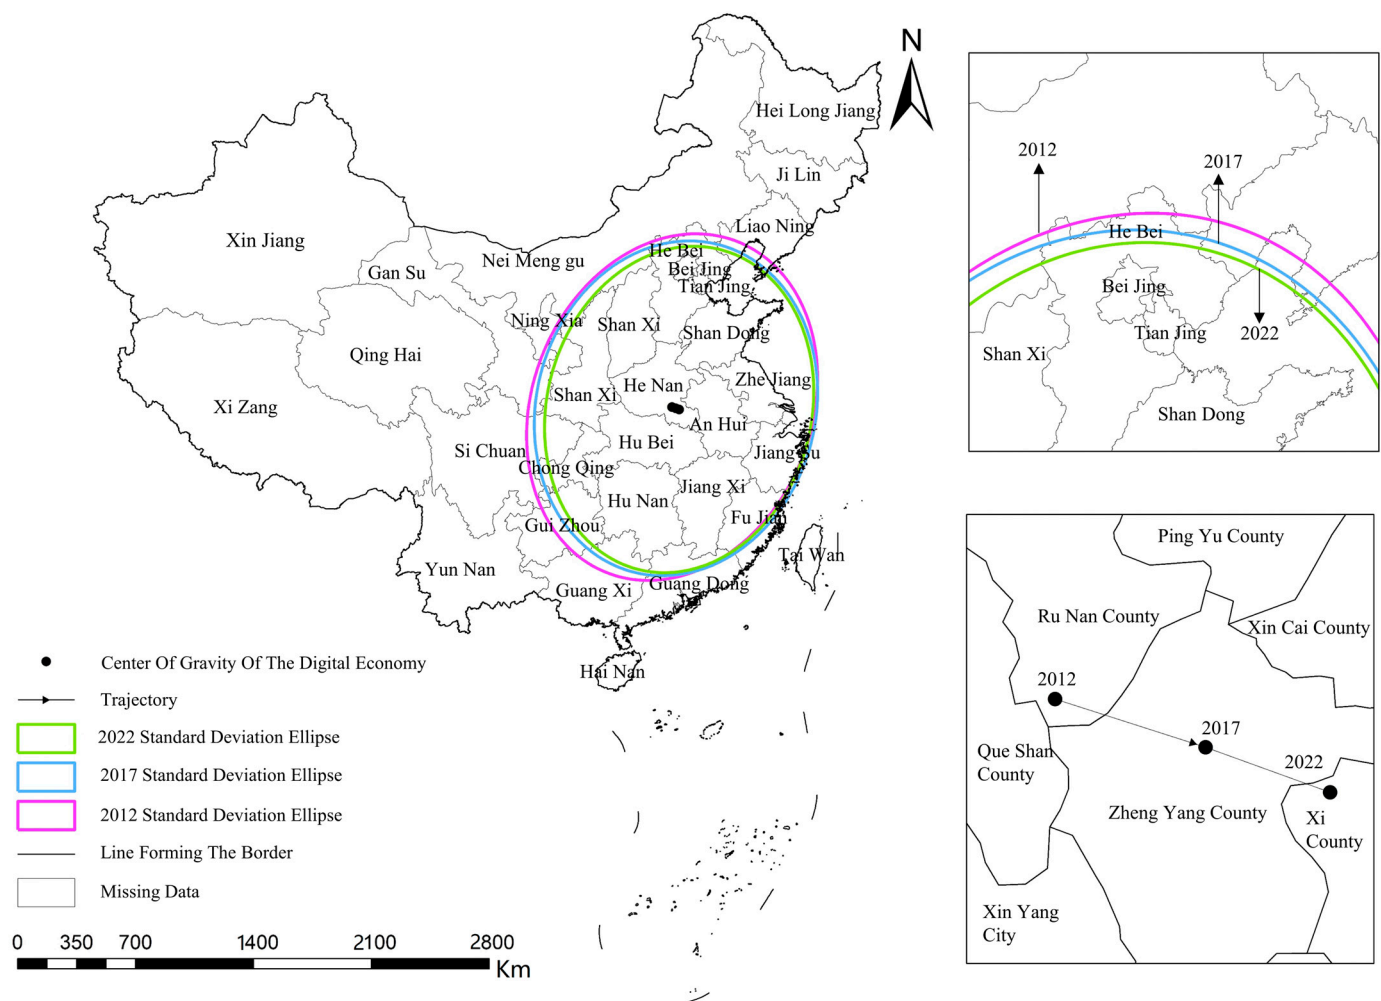 N
Hei Long Jiang
Ji Lin
Liao Ning
Xin Jiang
Nei Meng gu
He Bei
Gan Su
Bei Jing
Tian Jing
Ning Xia
Shan Xi
Shan Dong
Qing Hai
He Nan
Zhe Jiang
Shan Xi
Xi Zang
An Hui
Hu Bei
Si Chuan
Jiang Su
Chong Qing
Jiang Xi
Hu Nan
Fu Jian
Gui Zhou
Tai Wan
Yun Nan
Guang Xi
Guang Dong
Hai Nan
Center Of Gravity Of The Digital Economy
Trajectory
2022 Standard Deviation Ellipse
2017 Standard Deviation Ellipse
2012 Standard Deviation Ellipse
Line Forming The Border
Missing Data
0 350 700 1400 2100 2800
Km
2012
2017
He Bei
Bei Jing
Tian Jing
2022
Shan Xi
Shan Dong
Ping Yu County
Ru Nan County
Xin Cai County
2012
2017
Que Shan
County
2022
Zheng Yang County
Xi
County
Xin Yang
City